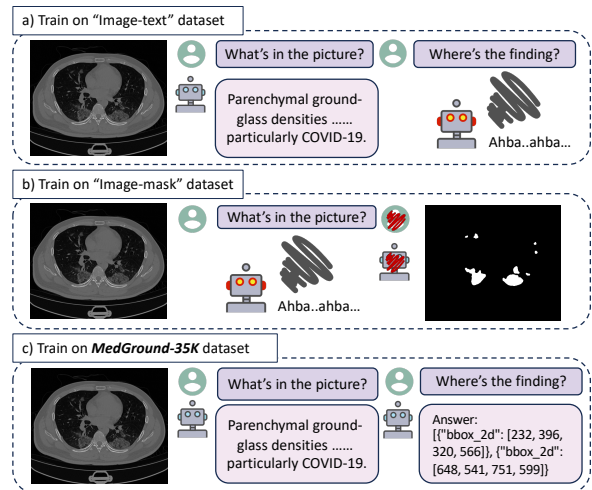 a) Train on “Image-text” dataset
What’s in the picture?
Where’s the finding?
Parenchymal ground-
glass densities ......
particularly COVID-19.
Ahba..ahba...
b) Train on “Image-mask” dataset
What’s in the picture?
Ahba..ahba...
c) Train on MedGround-35K dataset
What’s in the picture?
Where’s the finding?
Parenchymal ground-
glass densities ......
particularly COVID-19.
Answer:
[{"bbox_2d": [232, 396,
320, 566]}, {"bbox_2d":
[648, 541, 751, 599]}